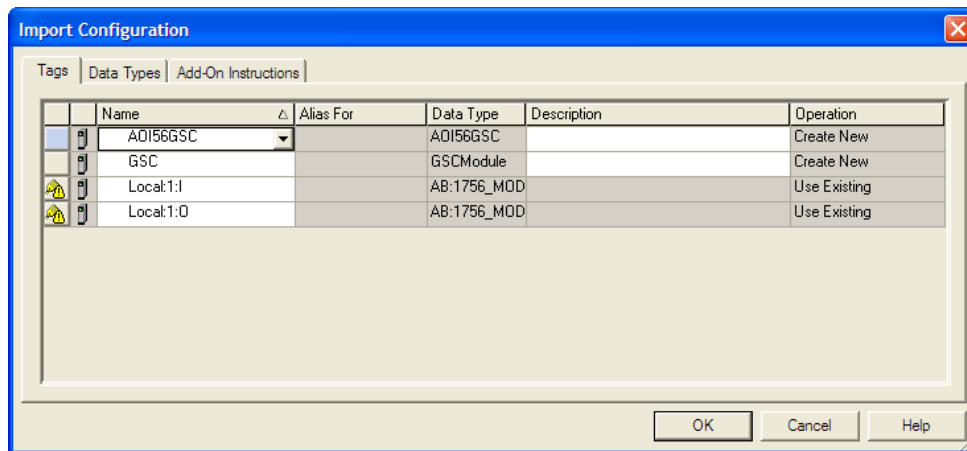 Import Configuration
Tags Data Types Add-On Instructions
Name Alias For Data Type Description Operation
AOI56GSC AOI56GSC Create New
GSC GSCModule Create New
Local:1:I AB:1756_MOD Use Existing
Local:1:O AB:1756_MOD Use Existing
OK Cancel Help